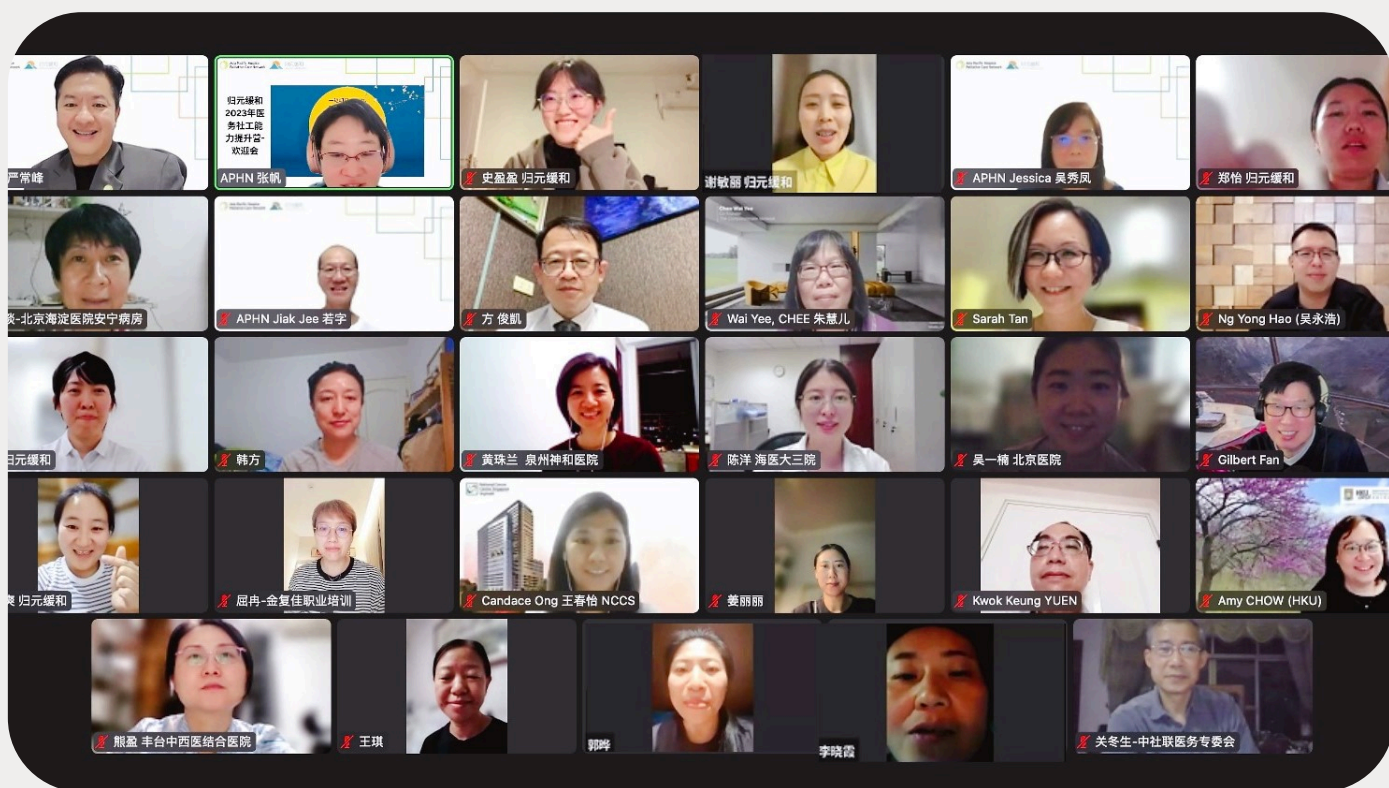 严常峰
归元缓和
2023年医
务社工能
力提升营-
欢迎会
APHN 张帆
史盈盈 归元缓和
谢敏丽 归元缓和
APHN Jessica 吴秀凤
郑怡 归元缓和
-北京海淀医院安宁病房
APHN Jiak Jee 若字
方 俊凱
Wai Yee, CHEE 朱慧儿
Sarah Tan
Ng Yong Hao (吴永浩)
归元缓和
韩方
黄珠兰 泉州神和医院
陈洋 海医大三院
吴一楠 北京医院
Gilbert Fan
归元缓和
屈冉-金复佳职业培训
Candace Ong 王春怡 NCCS
姜丽丽
Kwok Keung YUEN
Amy CHOW (HKU)
熊盈 丰台中西医结合医院
王琪
郭晔
李晓霞
关冬生-中社联医务专委会